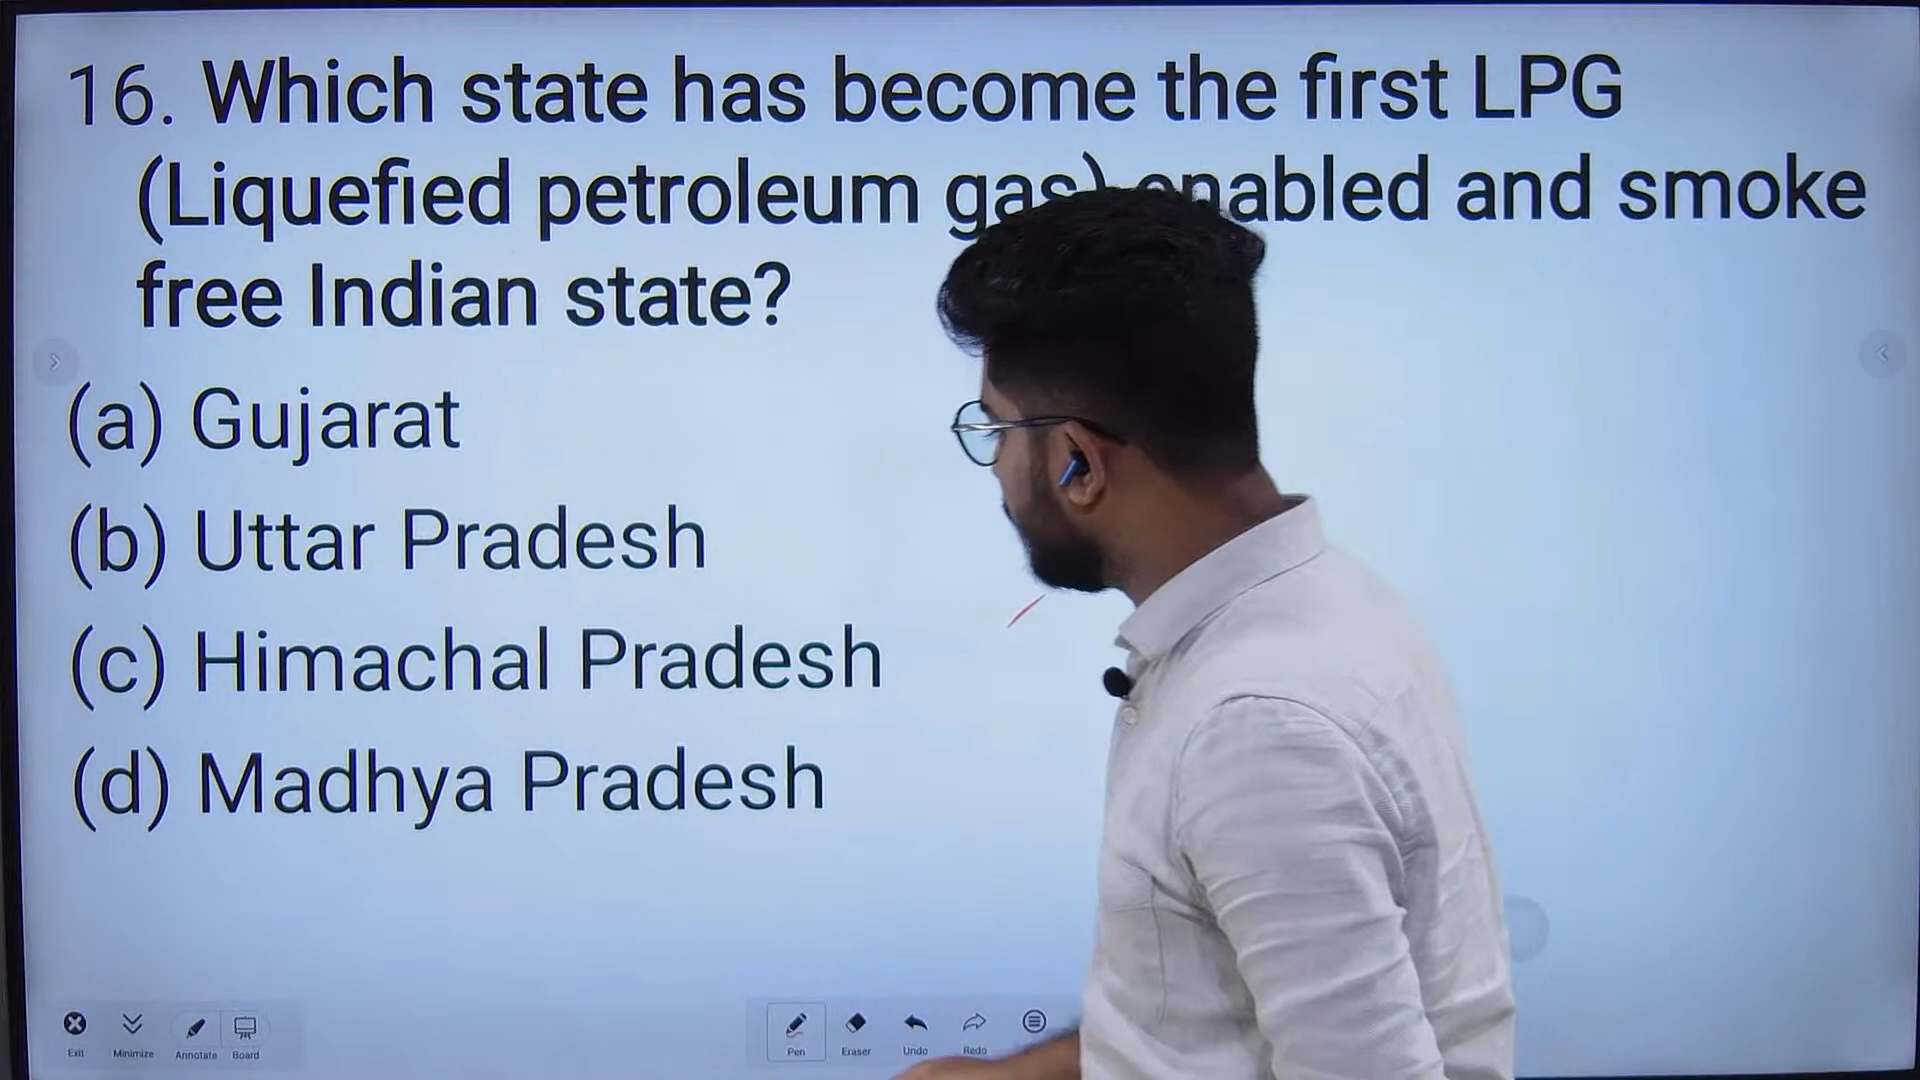 16. Which state has become the first LPG
(Liquefied petroleum gas) enabled and smoke
free Indian state?
(a) Gujarat
(b) Uttar Pradesh
(c) Himachal Pradesh
(d) Madhya Pradesh
Exit Minimize Annotate Board Pen Eraser Undo Redo